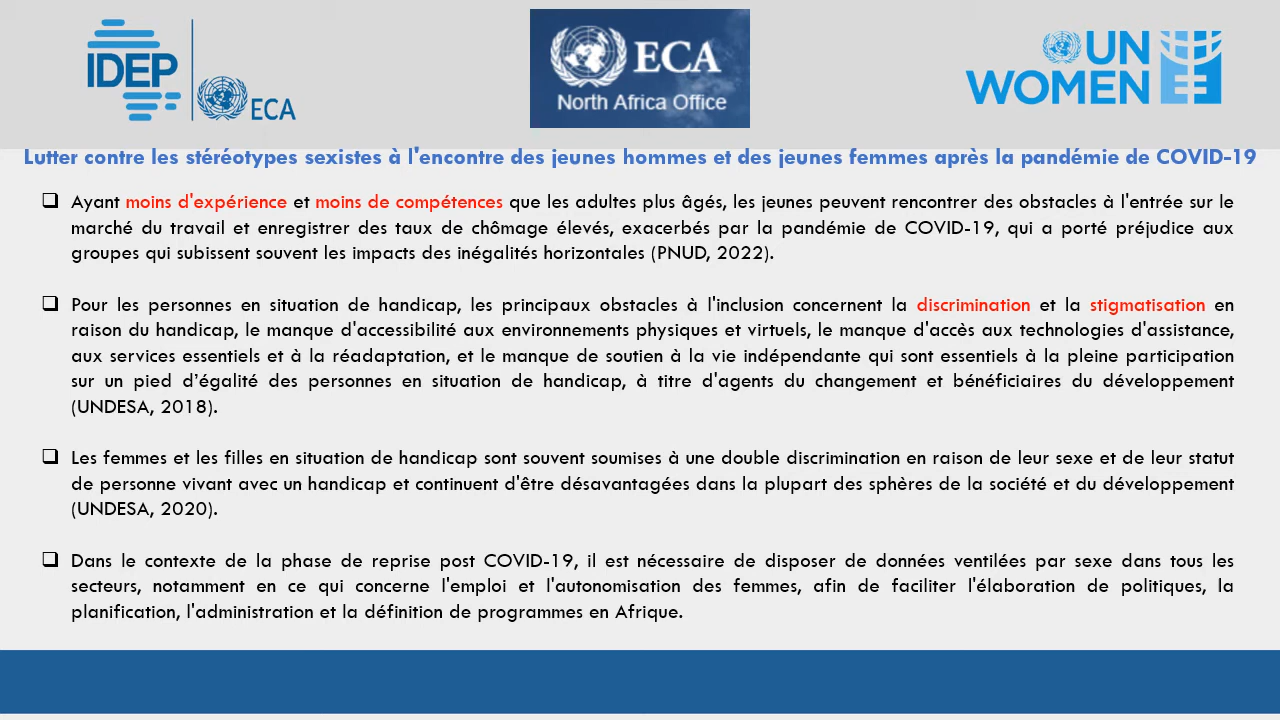 IDEP
ECA
ECA
North Africa Office
UN
WOMEN
Lutter contre les stéréotypes sexistes à l'encontre des jeunes hommes et des jeunes femmes après la pandémie de COVID-19
Ayant moins d'expérience et moins de compétences que les adultes plus âgés, les jeunes peuvent rencontrer des obstacles à l'entrée sur le
marché du travail et enregistrer des taux de chômage élevés, exacerbés par la pandémie de COVID-19, qui a porté préjudice aux
groupes qui subissent souvent les impacts des inégalités horizontales (PNUD, 2022).
Pour les personnes en situation de handicap, les principaux obstacles à l'inclusion concernent la discrimination et la stigmatisation en
raison du handicap, le manque d'accessibilité aux environnements physiques et virtuels, le manque d'accès aux technologies d'assistance,
aux services essentiels et à la réadaptation, et le manque de soutien à la vie indépendante qui sont essentiels à la pleine participation
sur un pied d’égalité des personnes en situation de handicap, à titre d'agents du changement et bénéficiaires du développement
(UNDESA, 2018).
Les femmes et les filles en situation de handicap sont souvent soumises à une double discrimination en raison de leur sexe et de leur statut
de personne vivant avec un handicap et continuent d'être désavantagées dans la plupart des sphères de la société et du développement
(UNDESA, 2020).
Dans le contexte de la phase de reprise post COVID-19, il est nécessaire de disposer de données ventilées par sexe dans tous les
secteurs, notamment en ce qui concerne l'emploi et l'autonomisation des femmes, afin de faciliter l'élaboration de politiques, la
planification, l'administration et la définition de programmes en Afrique.